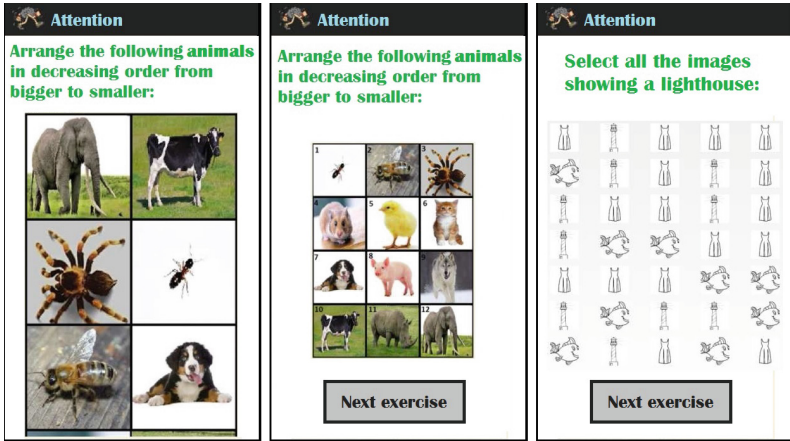 Attention
Arrange the following animals
in decreasing order from
bigger to smaller:
Attention
Arrange the following animals
in decreasing order from
bigger to smaller:
1 2 3
4 5 6
7 8 9
10 11 12
Next exercise
Attention
Select all the images
showing a lighthouse:
Next exercise